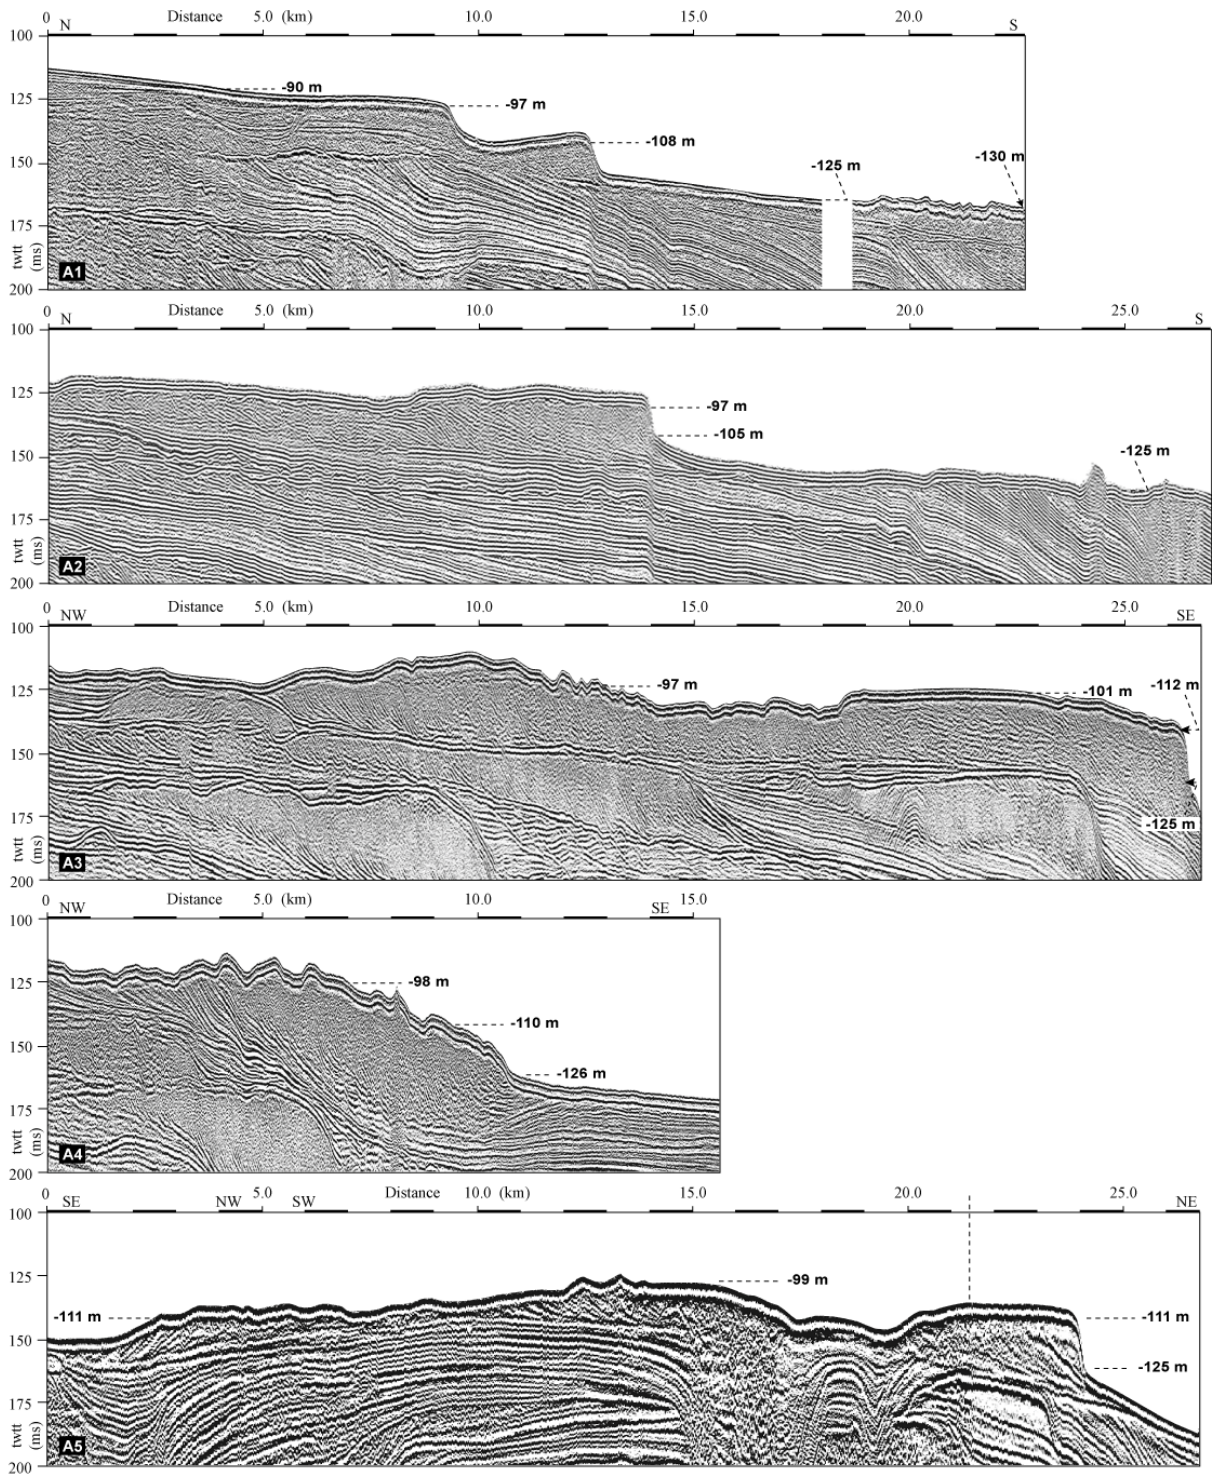 0 Distance 5.0 (km) 10.0 15.0 20.0
N S
100
-90 m
125 -97 m
-108 m
150 -125 m -130 m
175
twtt (ms)
A1
200
0 Distance 5.0 (km) 10.0 15.0 20.0 25.0
N S
100
125
-97 m
-105 m
150 -125 m
175
twtt (ms)
A2
200
0 Distance 5.0 (km) 10.0 15.0 20.0 25.0
NW SE
100
125 -97 m -101 m -112 m
150
175
-125 m
twtt (ms)
A3
200
0 Distance 5.0 (km) 10.0 15.0
NW SE
100
125 -98 m
-110 m
150
-126 m
175
twtt (ms)
A4
200
0 5.0 Distance 10.0 (km) 15.0 20.0 25.0
SE NW SW NE
100
125 -99 m
-111 m -111 m
150
-125 m
175
twtt (ms)
A5
200